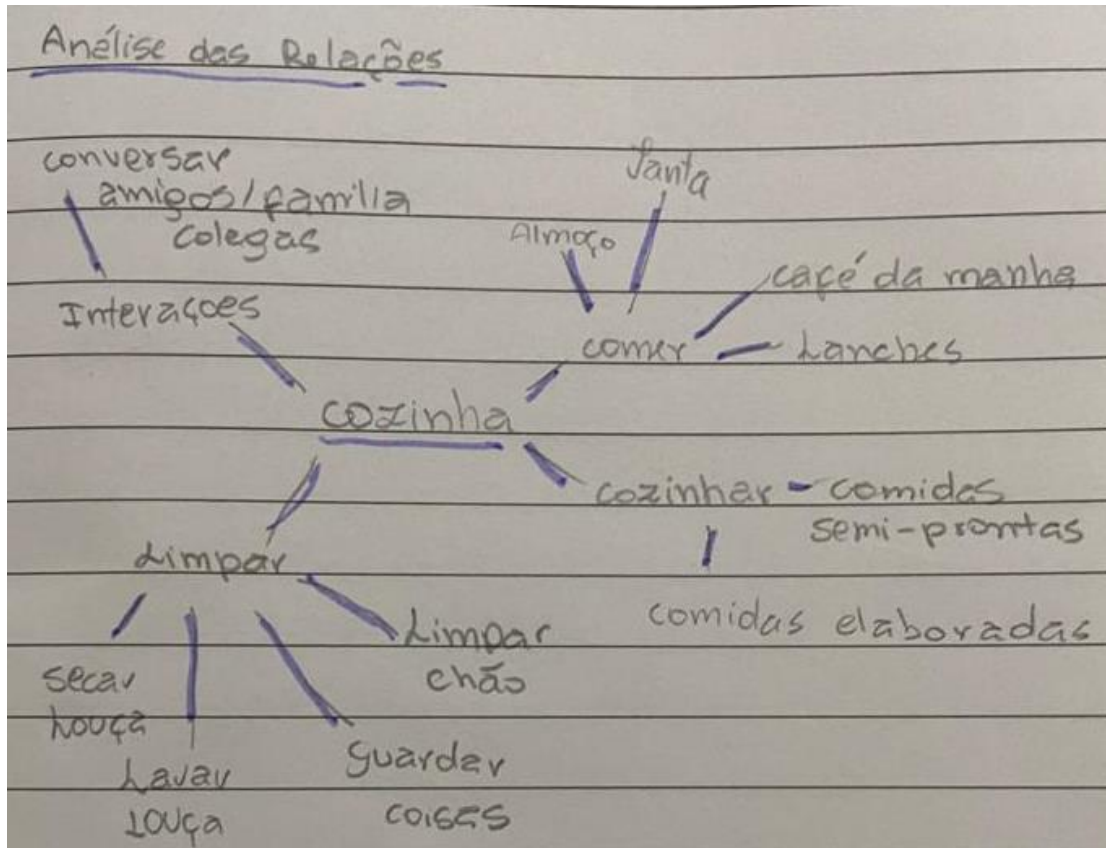 Análise das Relações
conversar
amigos/família
colegas
Interações
Janta
Almoço
café da manha
comer
Lanches
cozinha
cozinhar - comidas
semi-prontas
comidas elaboradas
Limpar
Limpar
chão
secar
Louça
Lavar
louça
guardar
coisas